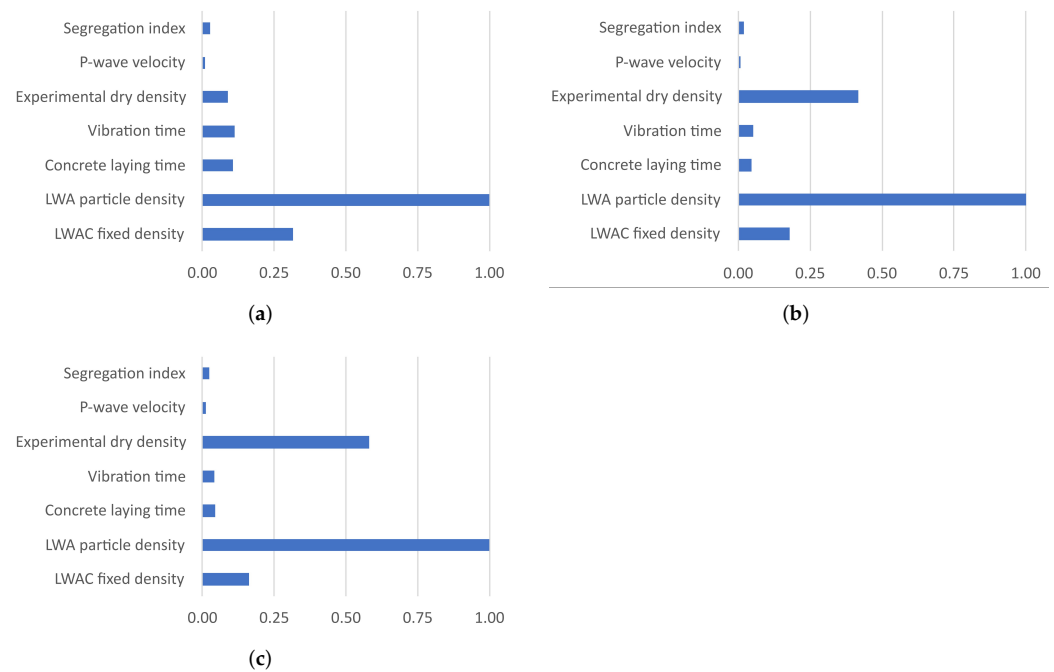 Segregation index
P-wave velocity
Experimental dry density
Vibration time
Concrete laying time
LWA particle density
LWAC fixed density
0.00 0.25 0.50 0.75 1.00
(a)
Segregation index
P-wave velocity
Experimental dry density
Vibration time
Concrete laying time
LWA particle density
LWAC fixed density
0.00 0.25 0.50 0.75 1.00
(b)
Segregation index
P-wave velocity
Experimental dry density
Vibration time
Concrete laying time
LWA particle density
LWAC fixed density
0.00 0.25 0.50 0.75 1.00
(c)